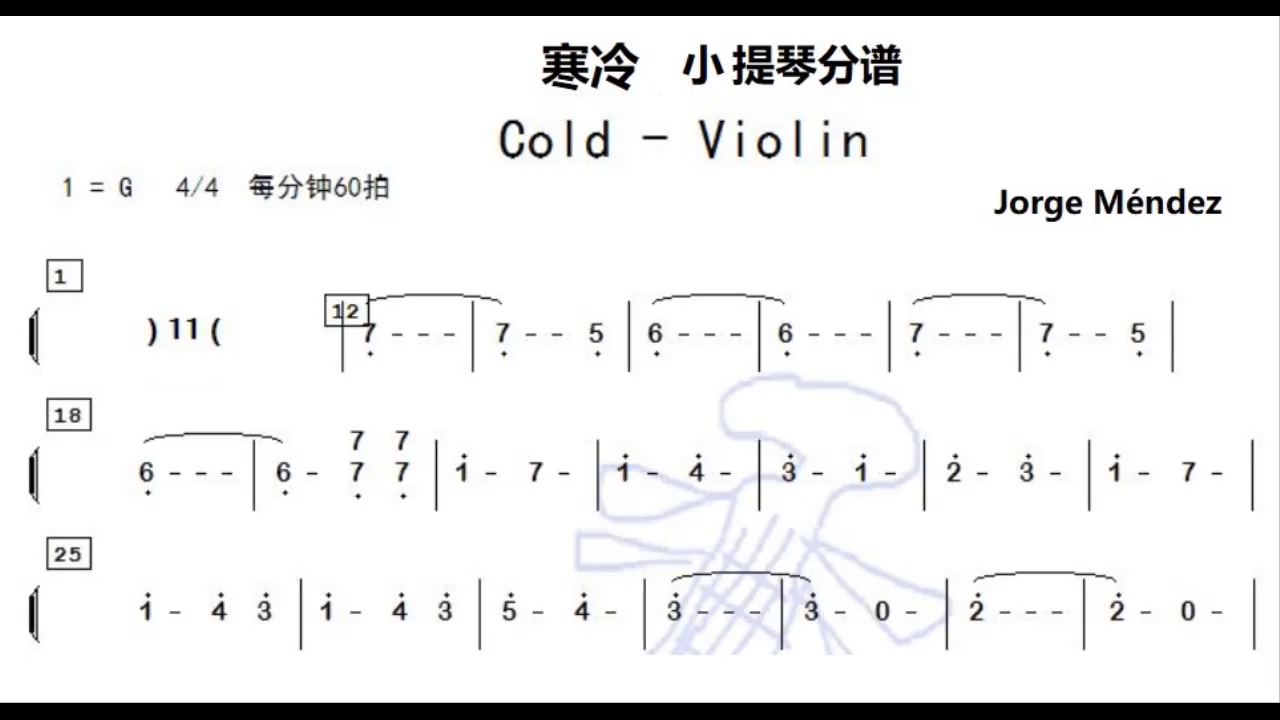 寒冷 小提琴分谱
Cold - Violin
1 = G 4/4 每分钟60拍
Jorge Méndez
1
) 11 (
12
7 - - - | 7 - - 5 | 6 - - - | 6 - - - | 7 - - - | 7 - - 5 |
18
7 7
6 - - - | 6 - 7 7 | 1 - 7 - | 1 - 4 - | 3 - 1 - | 2 - 3 - | 1 - 7 - |
25
1 - 4 3 | 1 - 4 3 | 5 - 4 - | 3 - - - | 3 - 0 - | 2 - - - | 2 - 0 - |